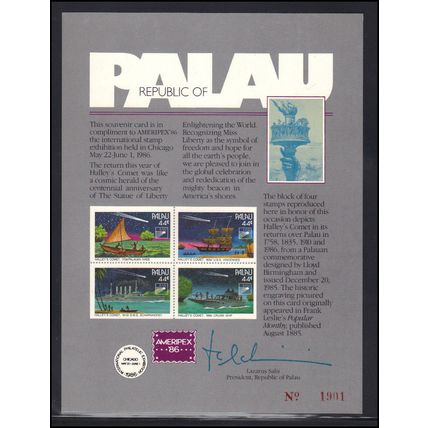 PALAU
REPUBLIC OF
This souvenir card is in
compliment to AMERIPEX'86
the international stamp
exhibition held in Chicago
May 22-June 1, 1986.
The return this year of
Halley's Comet was like
a cosmic herald of the
centennial anniversary
of The Statue of Liberty
Enlightening the World.
Recognizing Miss
Liberty as the symbol of
freedom and hope for
all the earth's people,
we are pleased to join in
the global celebration
and rededication of the
mighty beacon in
America's shores.
The block of four
stamps reproduced
here in honor of this
occasion depicts
Halley's Comet in its
returns over Palau in
1758, 1835, 1910 and
1986, from a Palauan
commemorative
designed by Lloyd
Birmingham and
issued December 20,
1985. The historic
engraving pictured
on this card originally
appeared in Frank
Leslie's Popular
Monthly, published
August 1885.
PALAU
44¢
PALAU
44¢
PALAU
44¢
PALAU
44¢
HALLEY'S COMET, 1986 CRUISE SHIP
AMERIPEX
'86
CHICAGO
1986
Lazarus Salii
President, Republic of Palau
No 1901